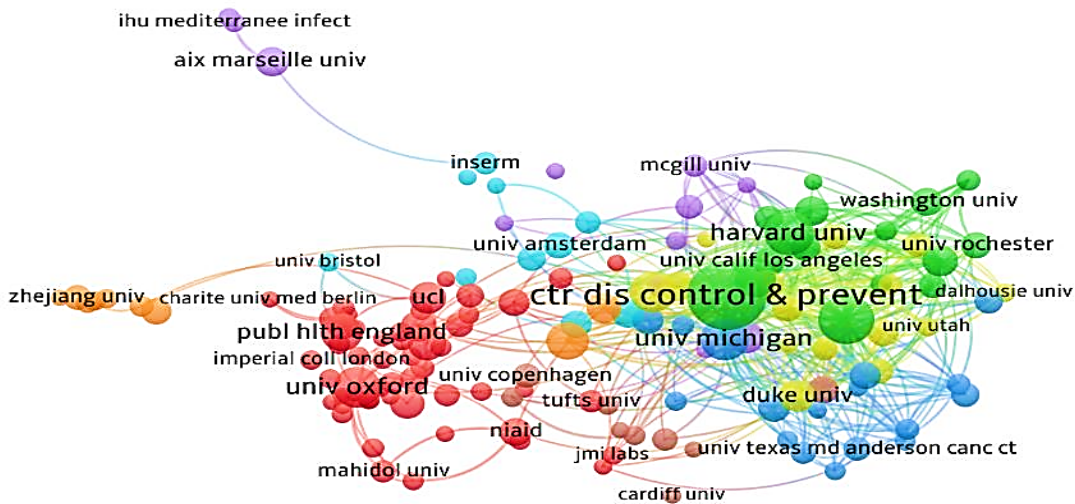 ihu mediterranee infect
aix marseille univ
inserm
mcgill univ
washington univ
harvard univ
univ amsterdam
univ rochester
univ bristol
univ calif los angeles
zhejiang univ
charite univ med berlin
ucl
ctr dis control & prevent
dalhousie univ
publ hlth england
univ michigan
univ utah
imperial coll london
univ oxford
univ copenhagen
tufts univ
duke univ
niaid
mahidol univ
jmi labs
univ texas md anderson canc ct
cardiff univ